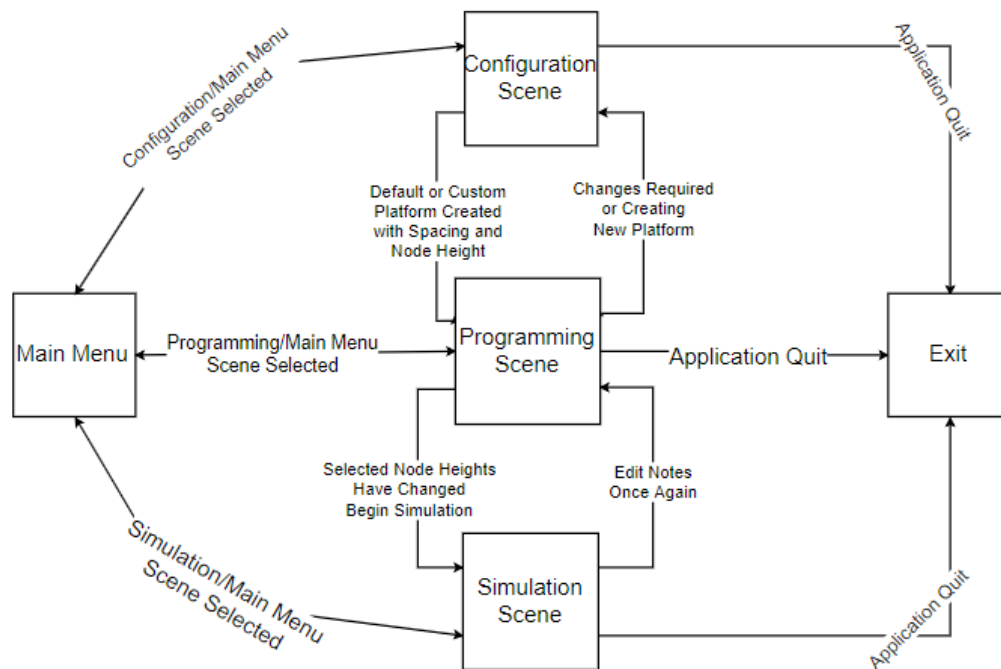 Configuration/Main Menu
Scene Selected
Configuration
Scene
Application Quit
Default or Custom
Platform Created
with Spacing and
Node Height
Changes Required
or Creating
New Platform
Main Menu
Programming/Main Menu
Scene Selected
Programming
Scene
Application Quit
Exit
Selected Node Heights
Have Changed
Begin Simulation
Edit Notes
Once Again
Simulation/Main Menu
Scene Selected
Simulation
Scene
Application Quit